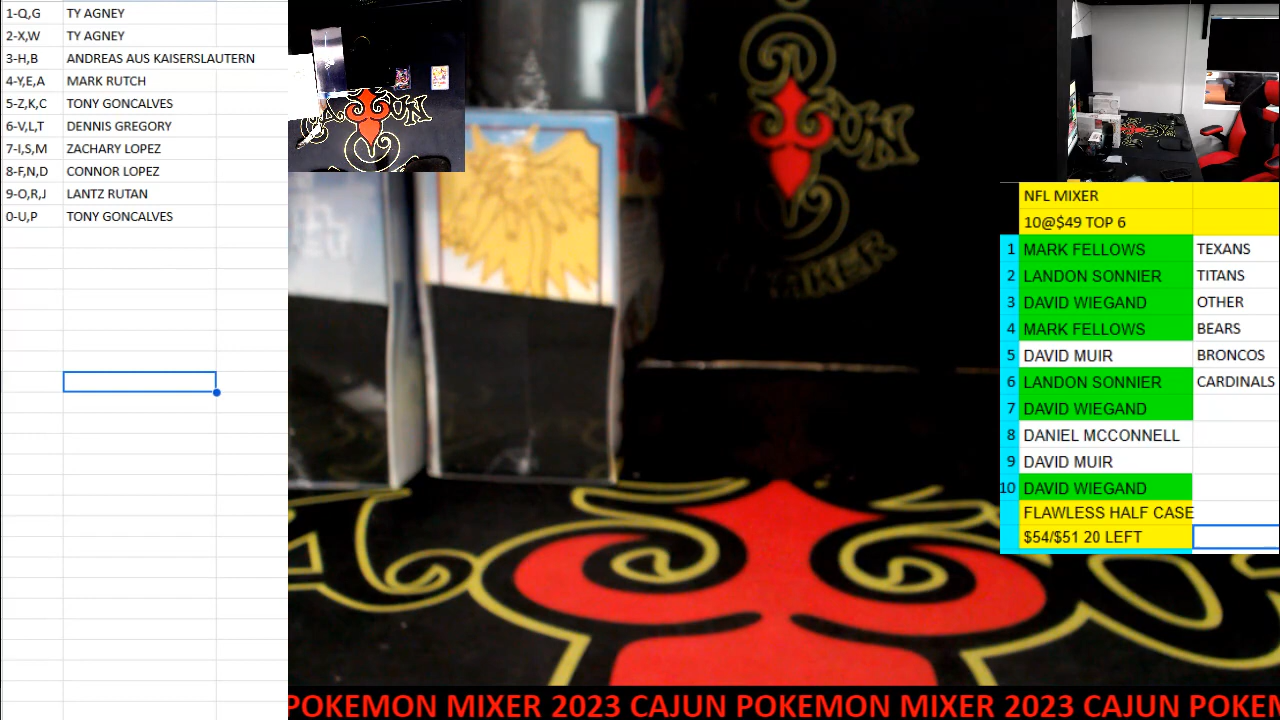 1-Q,G TY AGNEY
2-X,W TY AGNEY
3-H,B ANDREAS AUS KAISERSLAUTERN
4-Y,E,A MARK RUTCH
5-Z,K,C TONY GONCALVES
6-V,L,T DENNIS GREGORY
7-I,S,M ZACHARY LOPEZ
8-F,N,D CONNOR LOPEZ
9-O,R,J LANTZ RUTAN
0-U,P TONY GONCALVES
NFL MIXER
10@$49 TOP 6
1 MARK FELLOWS TEXANS
2 LANDON SONNIER TITANS
3 DAVID WIEGAND OTHER
4 MARK FELLOWS BEARS
5 DAVID MUIR BRONCOS
6 LANDON SONNIER CARDINALS
7 DAVID WIEGAND
8 DANIEL MCCONNELL
9 DAVID MUIR
10 DAVID WIEGAND
FLAWLESS HALF CASE
$54/$51 20 LEFT
POKEMON MIXER 2023 CAJUN POKEMON MIXER 2023 CAJUN POKEM